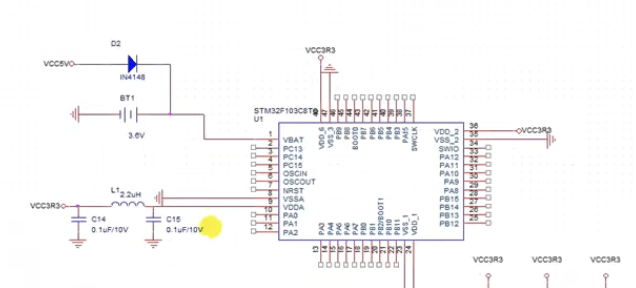 D2
VCC5V
IN4148
BT1
3.6V
VCC3R3
STM32F103C8T6
U1
48
47
46
45
44
43
42
41
40
39
38
37
VDD_3
VSS_3
PB9
PB8
BOOT0
PB7
PB6
PB5
PB4
PB3
PA15
SWCLK
1 VBAT
2 PC13
3 PC14
4 PC15
5 OSCIN
6 OSCOUT
7 NRST
8 VSSA
9 VDDA
10 PA0
11 PA1
12 PA2
VDD_2 36
VSS_2 35
SWIO 34
PA12 33
PA11 32
PA10 31
PA9 30
PA8 29
PB15 28
PB14 27
PB13 26
PB12 25
VCC3R3
VCC3R3
L1
2.2uH
C14
0.1uF/10V
C15
0.1uF/10V
PA3
PA4
PA5
PA6
PA7
PB0
PB1
PB2/BOOT1
PB10
PB11
VSS_1
VDD_1
13
14
15
16
17
18
19
20
21
22
23
24
VCC3R3
VCC3R3
VCC3R3